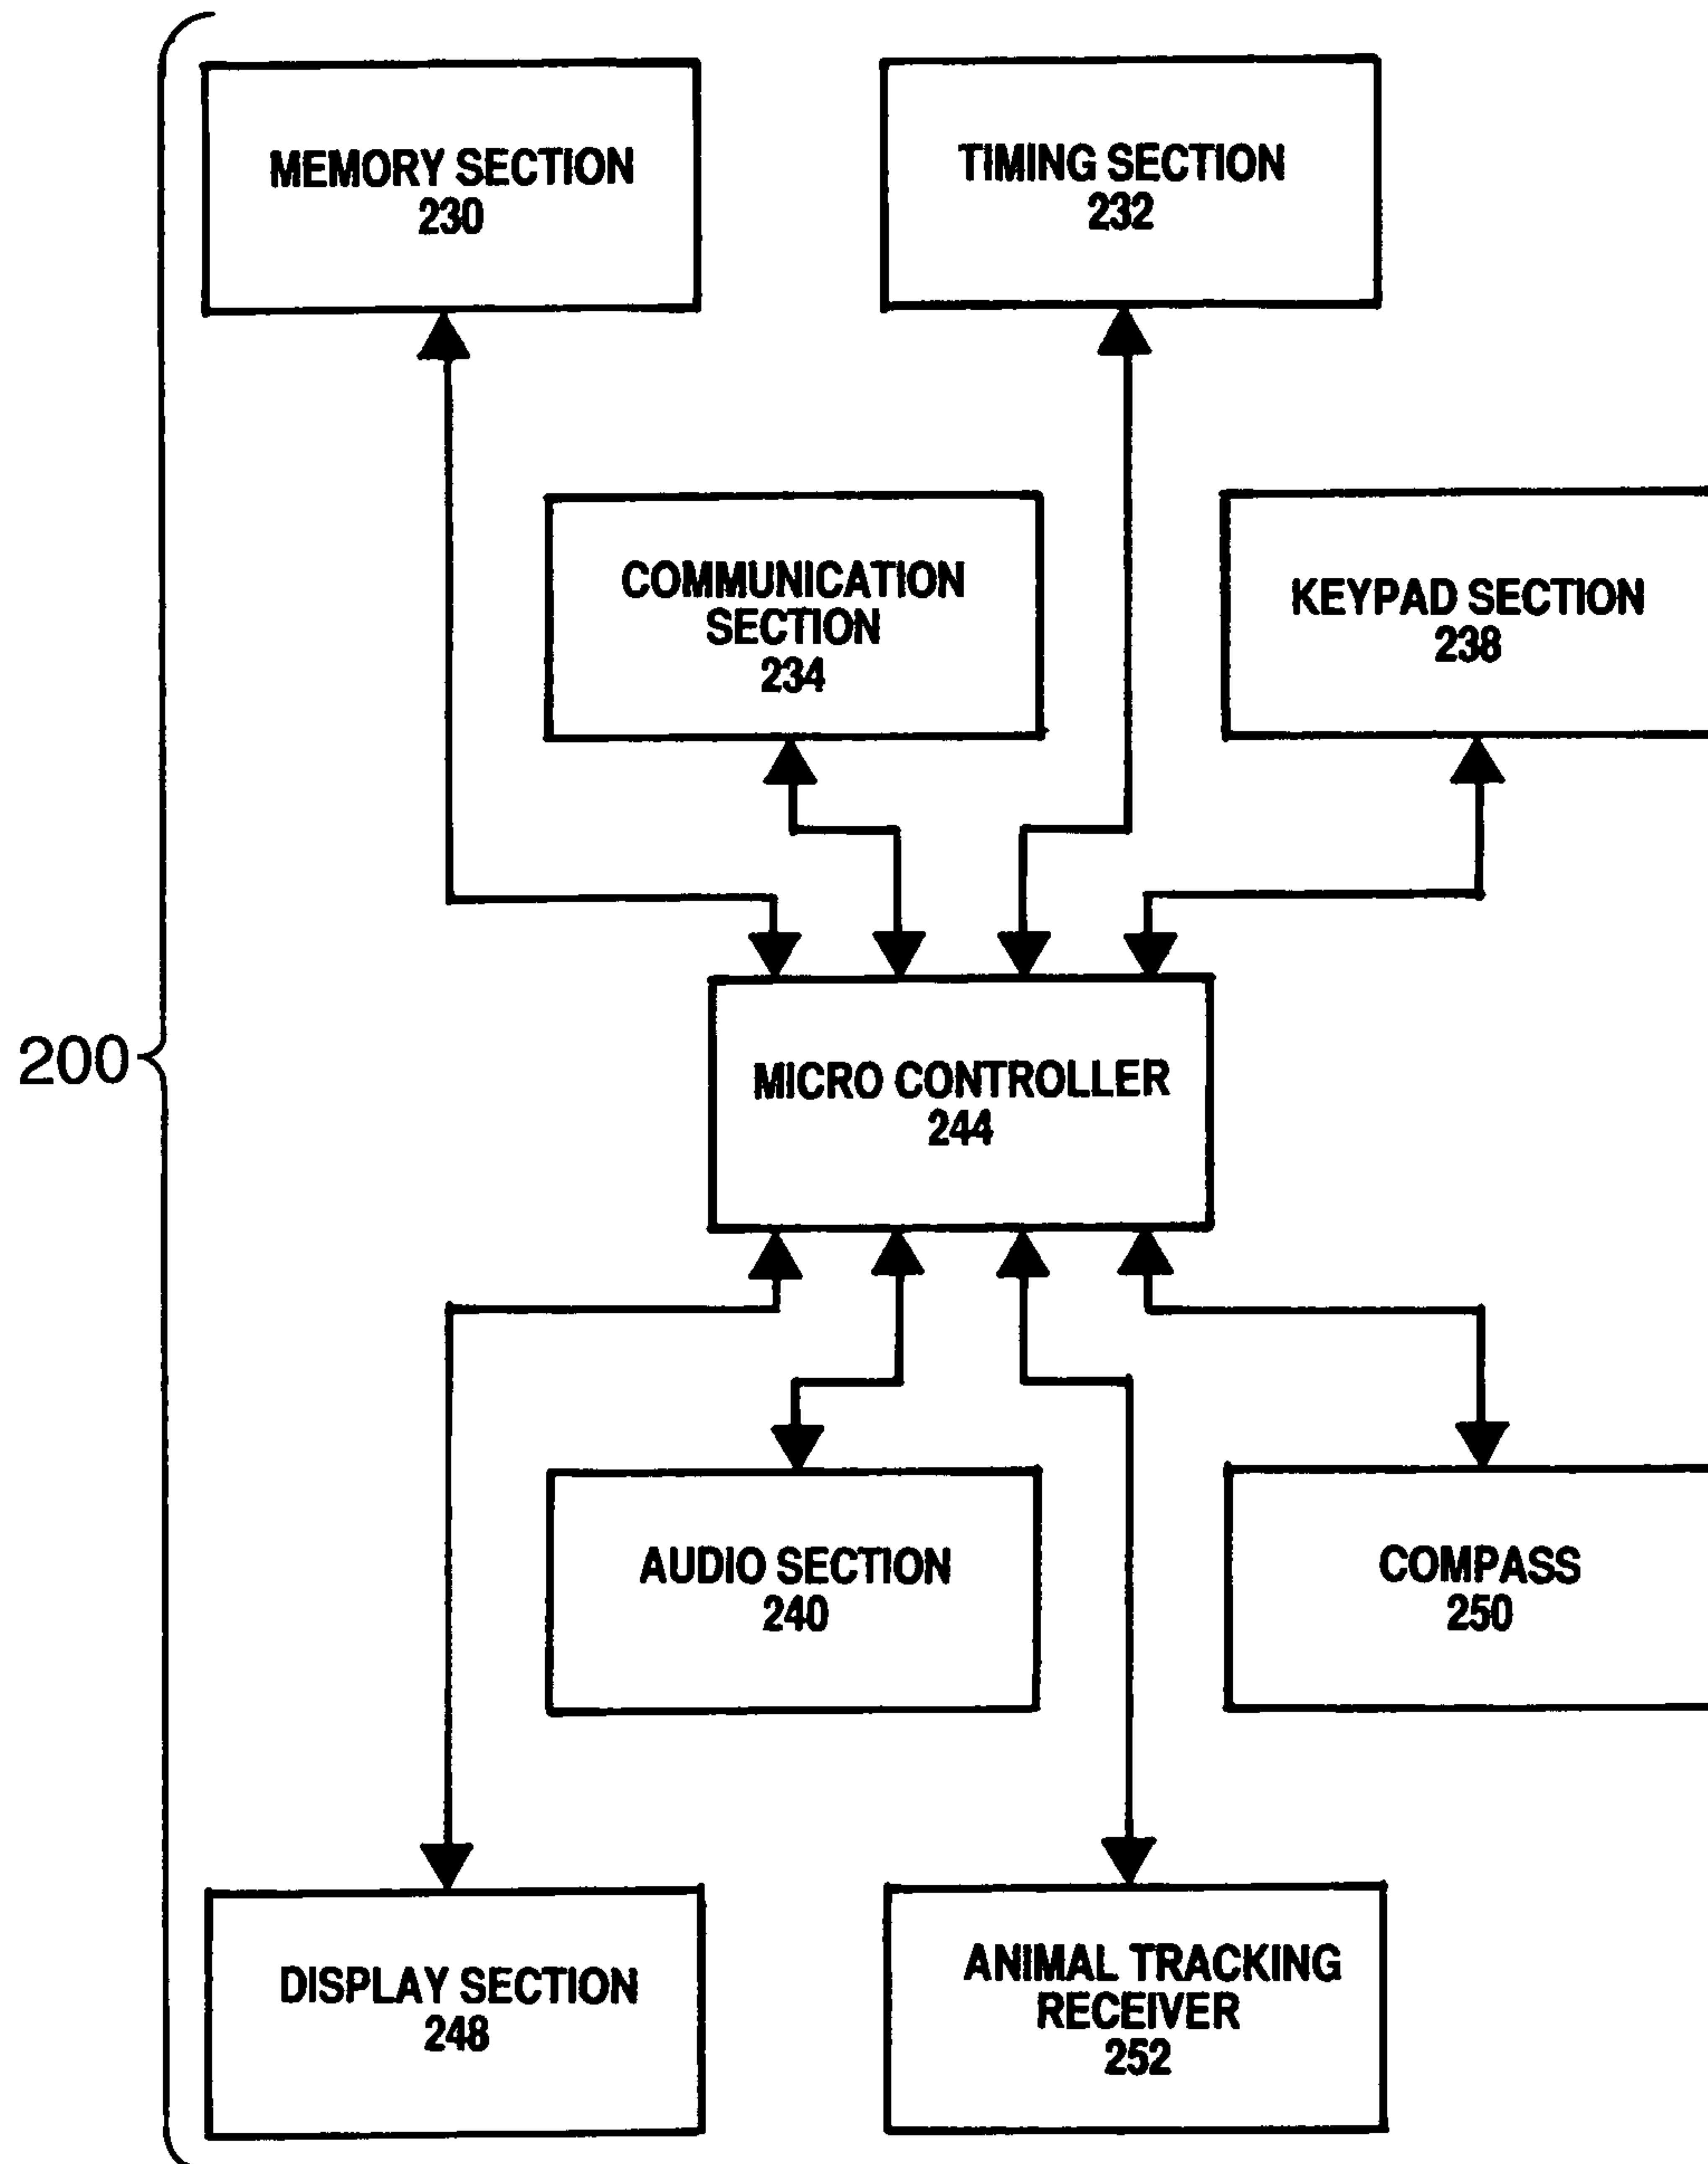 MEMORY SECTION
230
TIMING SECTION
232
COMMUNICATION
SECTION
234
KEYPAD SECTION
238
200
MICRO CONTROLLER
244
AUDIO SECTION
240
COMPASS
250
DISPLAY SECTION
248
ANIMAL TRACKING
RECEIVER
252